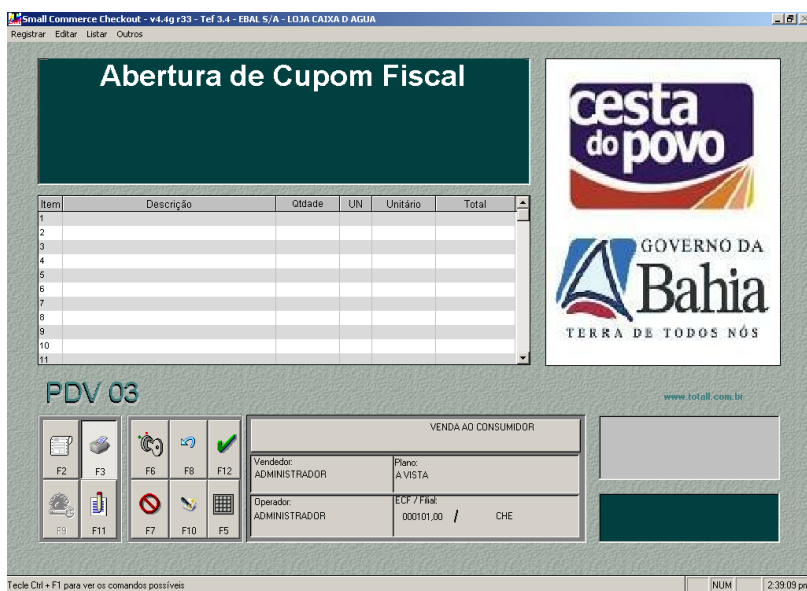 Small Commerce Checkout - v4.4g r33 - Tef 3.4 - EBAL S/A - LOJA CAIXA D AGUA
Registrar Editar Listar Outros
Abertura de Cupom Fiscal
cesta
do povo
Item Descrição Qtdade UN Unitário Total
1
2
3
4
5
6
7
8
9
10
11
GOVERNO DA
Bahia
TERRA DE TODOS NÓS
PDV 03
www.totall.com.br
VENDA AO CONSUMIDOR
F2 F3 F6 F8 F12
Vendedor: Plano:
ADMINISTRADOR A VISTA
Operador: ECF / Filial:
ADMINISTRADOR 000101,00 / CHE
F9 F11 F7 F10 F5
Tecle Ctrl + F1 para ver os comandos possíveis NUM 2:39:09 pm